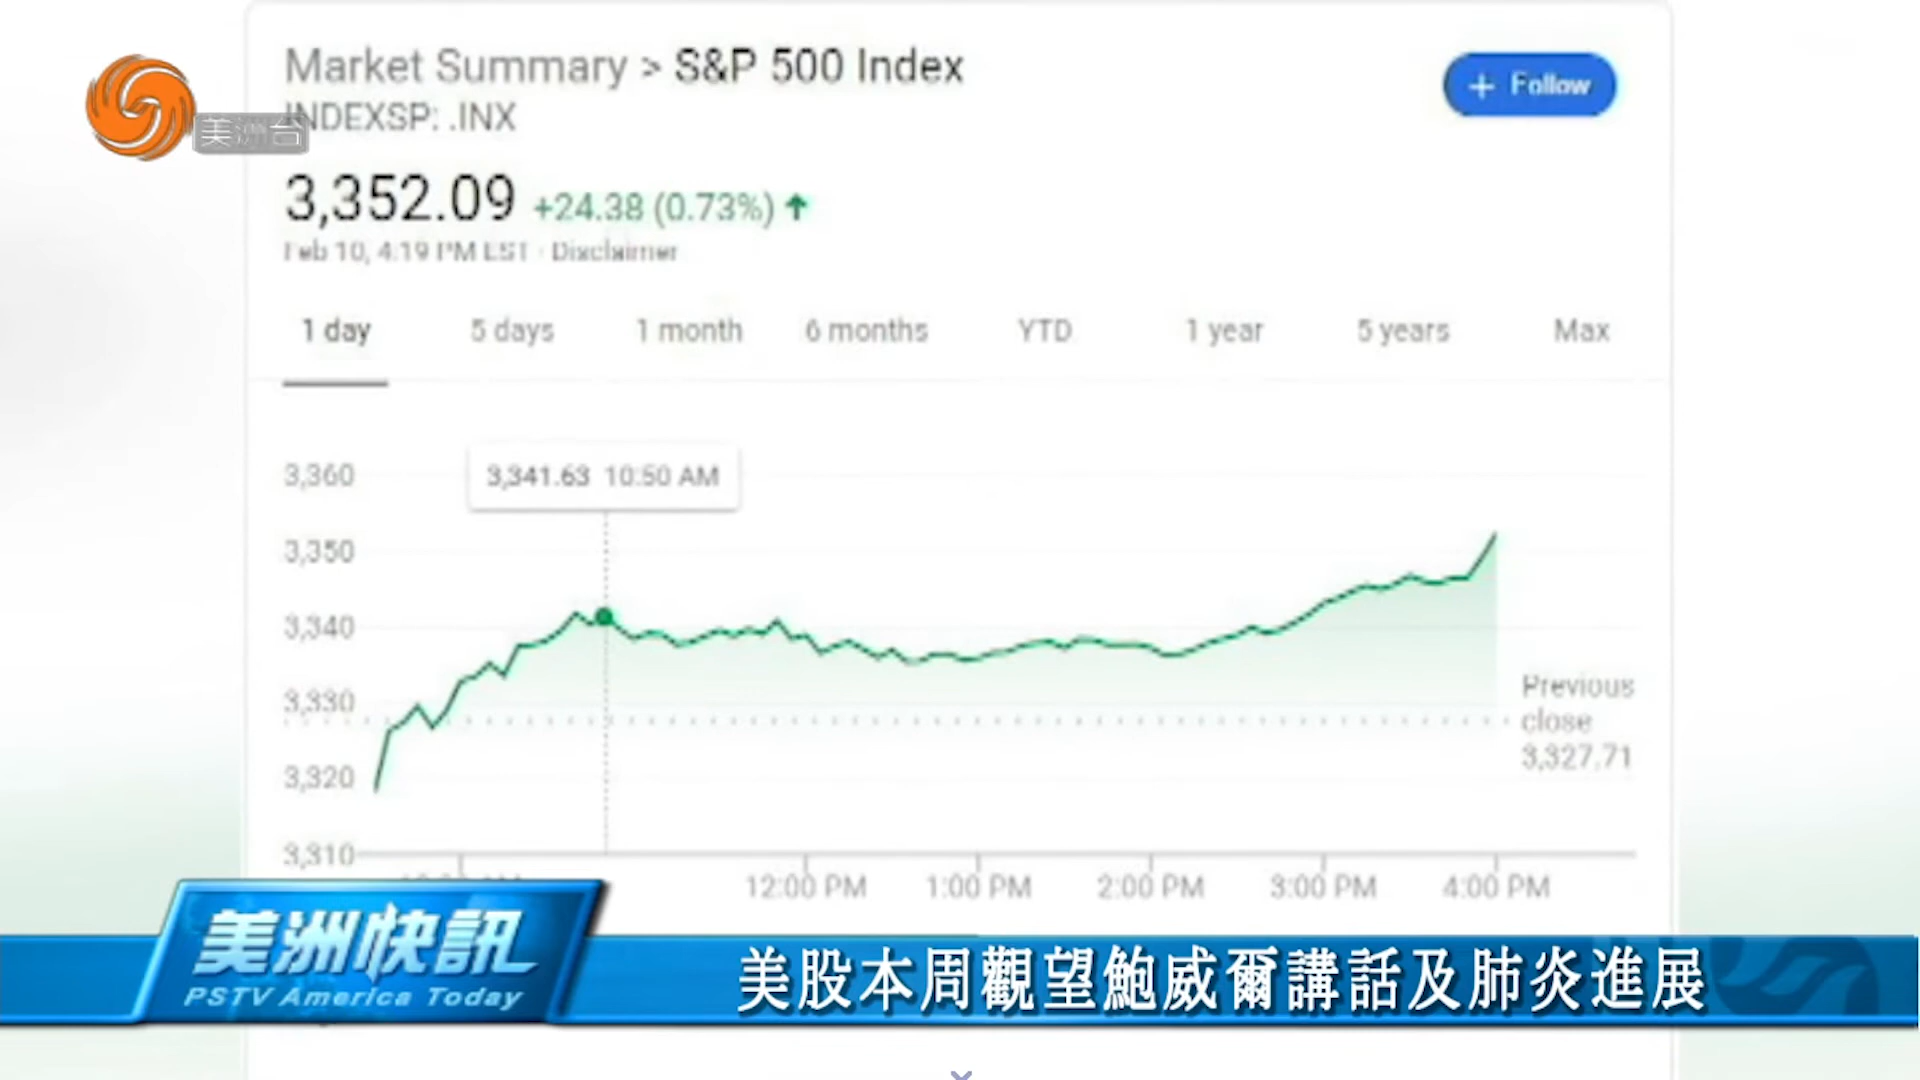 Market Summary > S&P 500 Index
INDEXSP: .INX
+ Follow
美洲台
3,352.09 +24.38 (0.73%) ↑
Feb 10, 4:19 PM EST · Disclaimer
1 day 5 days 1 month 6 months YTD 1 year 5 years Max
3,341.63 10:50 AM
3,360
3,350
3,340
3,330
3,320
3,310
Previous
close
3,327.71
12:00 PM 1:00 PM 2:00 PM 3:00 PM 4:00 PM
美洲快訊
PSTV America Today
美股本周觀望鮑威爾講話及肺炎進展